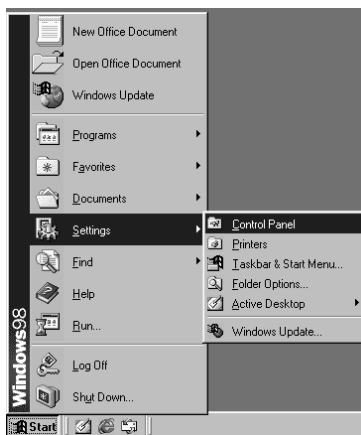 New Office Document
Open Office Document
Windows Update
Programs
Favorites
Documents
Settings
Find
Help
Run...
Log Off
Shut Down...
Control Panel
Printers
Taskbar & Start Menu...
Folder Options...
Active Desktop
Windows Update...
Windows98
Start